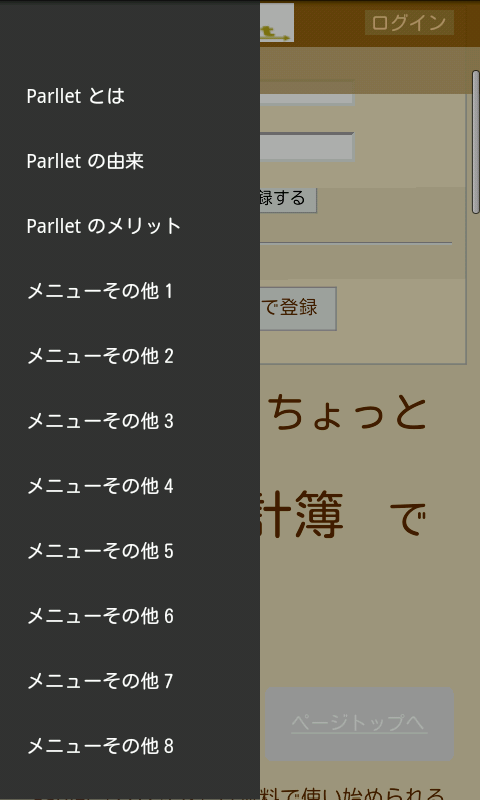 ログイン
Parllet とは
Parllet の由来
Parllet のメリット
録する
メニューその他 1
で登録
メニューその他 2
メニューその他 3
ちょっと
メニューその他 4
計簿 で
メニューその他 5
メニューその他 6
メニューその他 7
ページトップへ
メニューその他 8
料で使い始められる